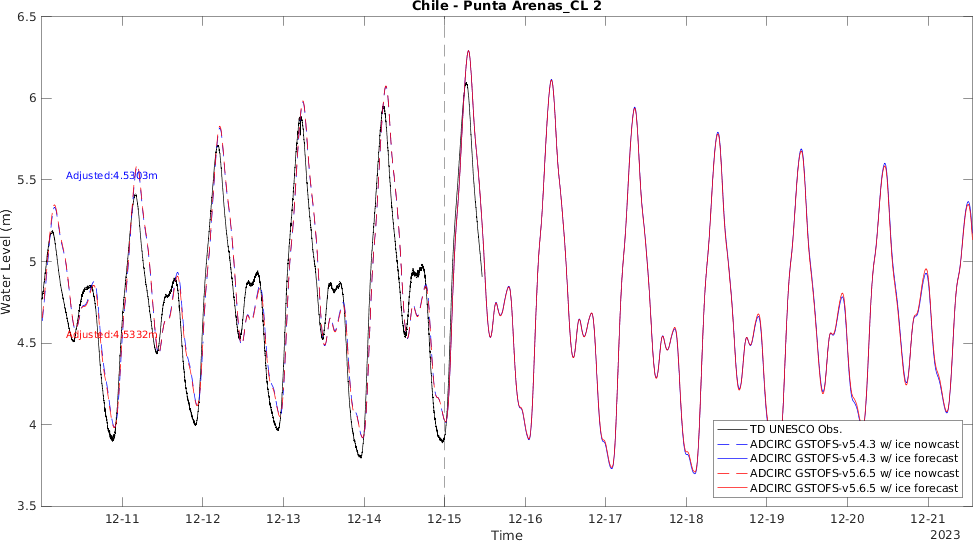 Chile - Punta Arenas_CL 2
6.5
6
5.5
5
4.5
4
3.5
Water Level (m)
Adjusted:4.5303m
Adjusted:4.5332m
TD UNESCO Obs.
ADCIRC GSTOFS-v5.4.3 w/ ice nowcast
ADCIRC GSTOFS-v5.4.3 w/ ice forecast
ADCIRC GSTOFS-v5.6.5 w/ ice nowcast
ADCIRC GSTOFS-v5.6.5 w/ ice forecast
12-11 12-12 12-13 12-14 12-15 12-16 12-17 12-18 12-19 12-20 12-21
Time
2023